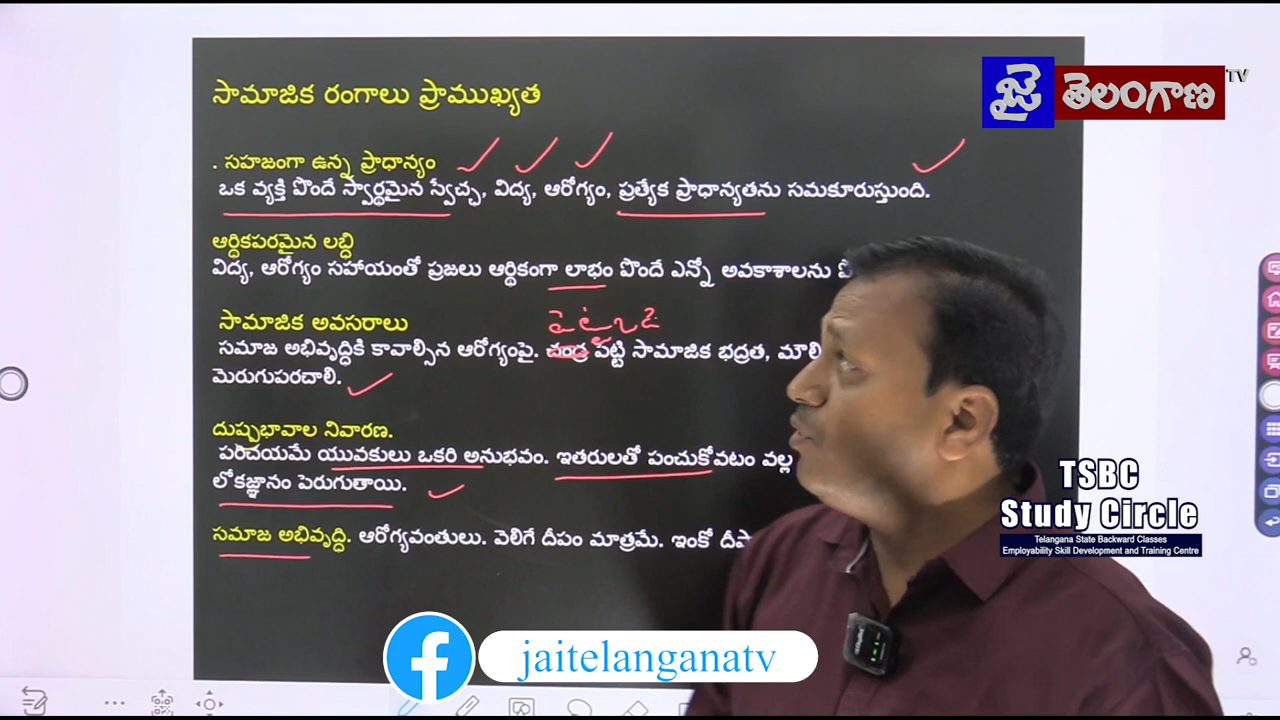 సామాజిక రంగాలు ప్రాముఖ్యత
. సహజంగా ఉన్న ప్రాధాన్యం
ఒక వ్యక్తి పొందే స్వార్థమైన స్వేచ్ఛ, విద్య, ఆరోగ్యం, ప్రత్యేక ప్రాధాన్యతను సమకూరుస్తుంది.
ఆర్థికపరమైన లబ్ధి
విద్య, ఆరోగ్యం సహాయంతో ప్రజలు ఆర్థికంగా లాభం పొందే ఎన్నో అవకాశాలను
సామాజిక అవసరాలు
పెట్టుబడి
సమాజ అభివృద్ధికి కావాల్సిన ఆరోగ్యంపై. చండ్ర పట్టి సామాజిక భద్రత,
మెరుగుపరచాలి.
దుష్ప్రభావాల నివారణ.
పరిచయమే యువకులు ఒకరి అనుభవం. ఇతరులతో పంచుకోవటం వల్ల
లోకజ్ఞానం పెరుగుతాయి.
సమాజ అభివృద్ధి. ఆరోగ్యవంతులు. వెలిగే దీపం మాత్రమే. ఇంకో
జై తెలంగాణ TV
TSBC
Study Circle
Telangana State Backward Classes
Employability Skill Development and Training Centre
f jaitelanganatv